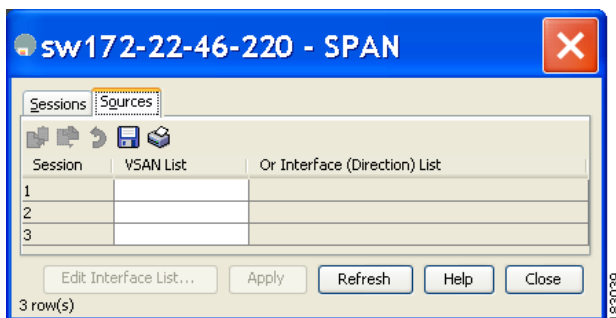 sw172-22-46-220 - SPAN
Sessions Sources
Session VSAN List Or Interface (Direction) List
1
2
3
Edit Interface List... Apply Refresh Help Close
3 row(s)